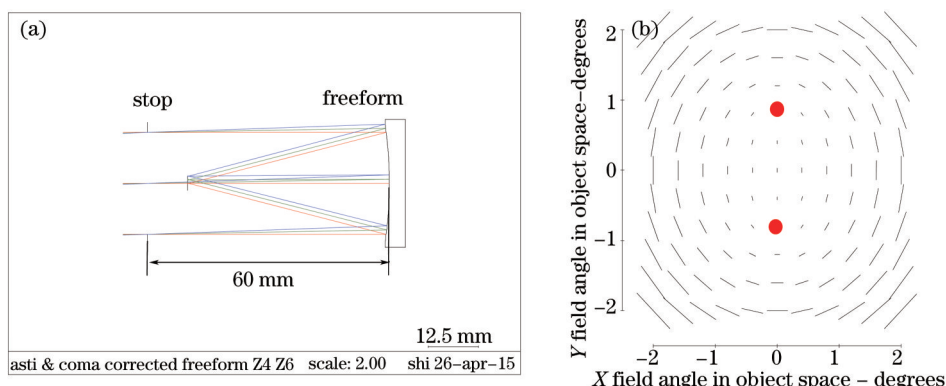 (a)
stop
freeform
60 mm
12.5 mm
asti & coma corrected freeform Z4 Z6 scale: 2.00 shi 26-apr-15
(b)
Y field angle in object space-degrees
2
1
0
-1
-2
-2 -1 0 1 2
X field angle in object space - degrees